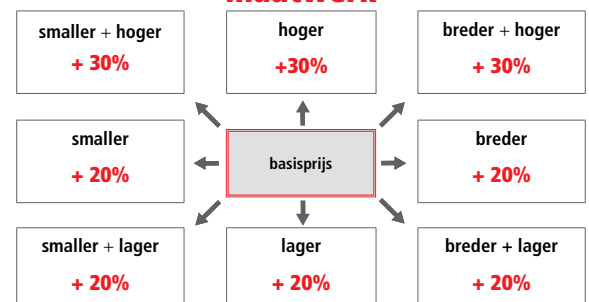 smaller + hoger
+ 30%
hoger
+30%
breder + hoger
+ 30%
smaller
+ 20%
basisprijs
breder
+ 20%
smaller + lager
+ 20%
lager
+ 20%
breder + lager
+ 20%